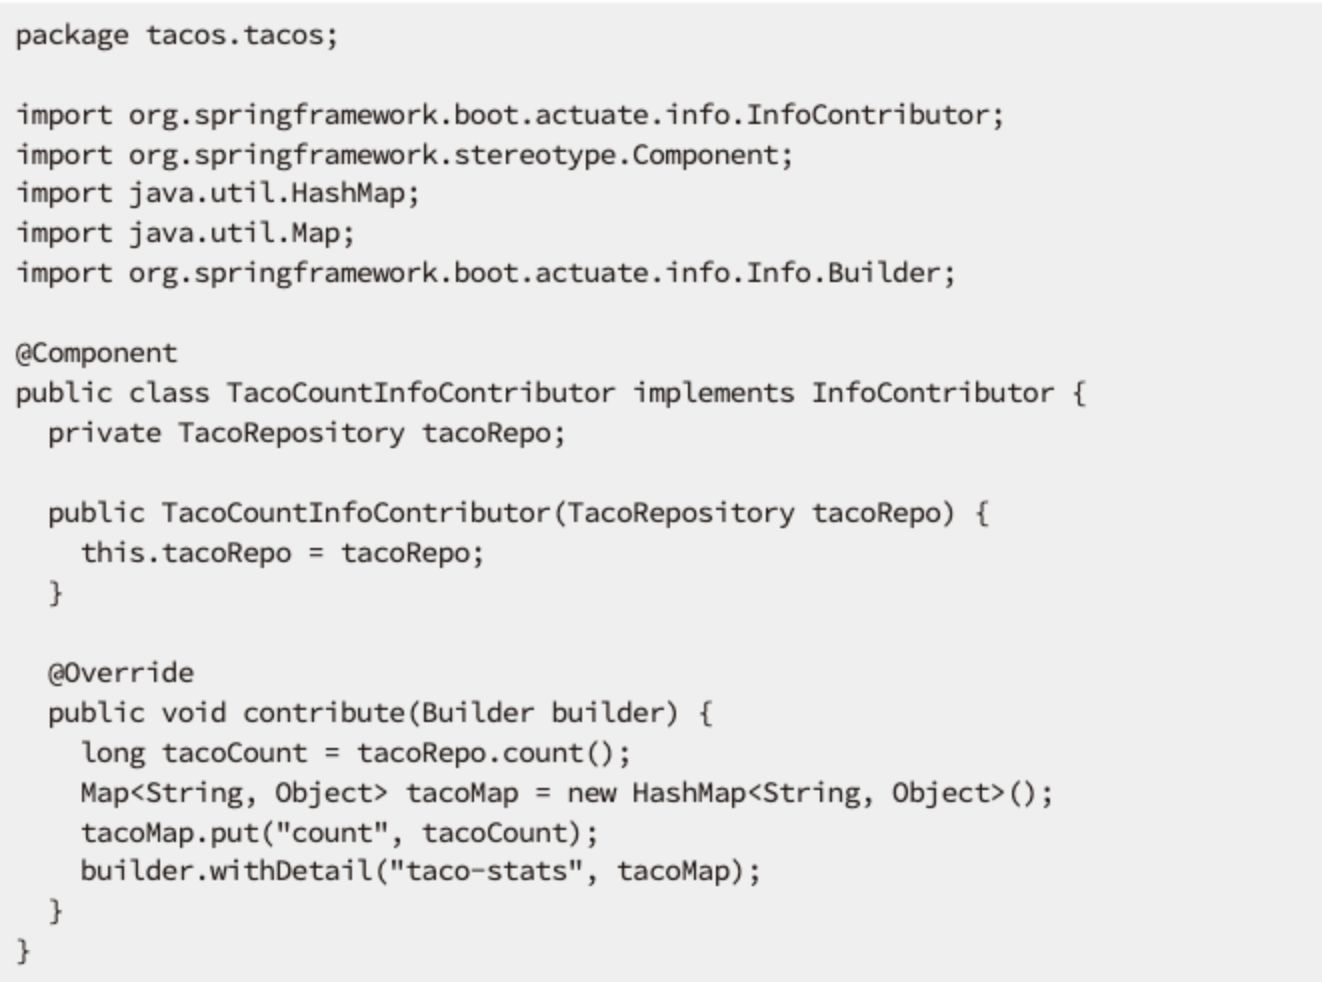 package tacos.tacos;

import org.springframework.boot.actuate.info.InfoContributor;
import org.springframework.stereotype.Component;
import java.util.HashMap;
import java.util.Map;
import org.springframework.boot.actuate.info.Info.Builder;

@Component
public class TacoCountInfoContributor implements InfoContributor {
  private TacoRepository tacoRepo;

  public TacoCountInfoContributor(TacoRepository tacoRepo) {
    this.tacoRepo = tacoRepo;
  }

  @Override
  public void contribute(Builder builder) {
    long tacoCount = tacoRepo.count();
    Map<String, Object> tacoMap = new HashMap<String, Object>();
    tacoMap.put("count", tacoCount);
    builder.withDetail("taco-stats", tacoMap);
  }
}